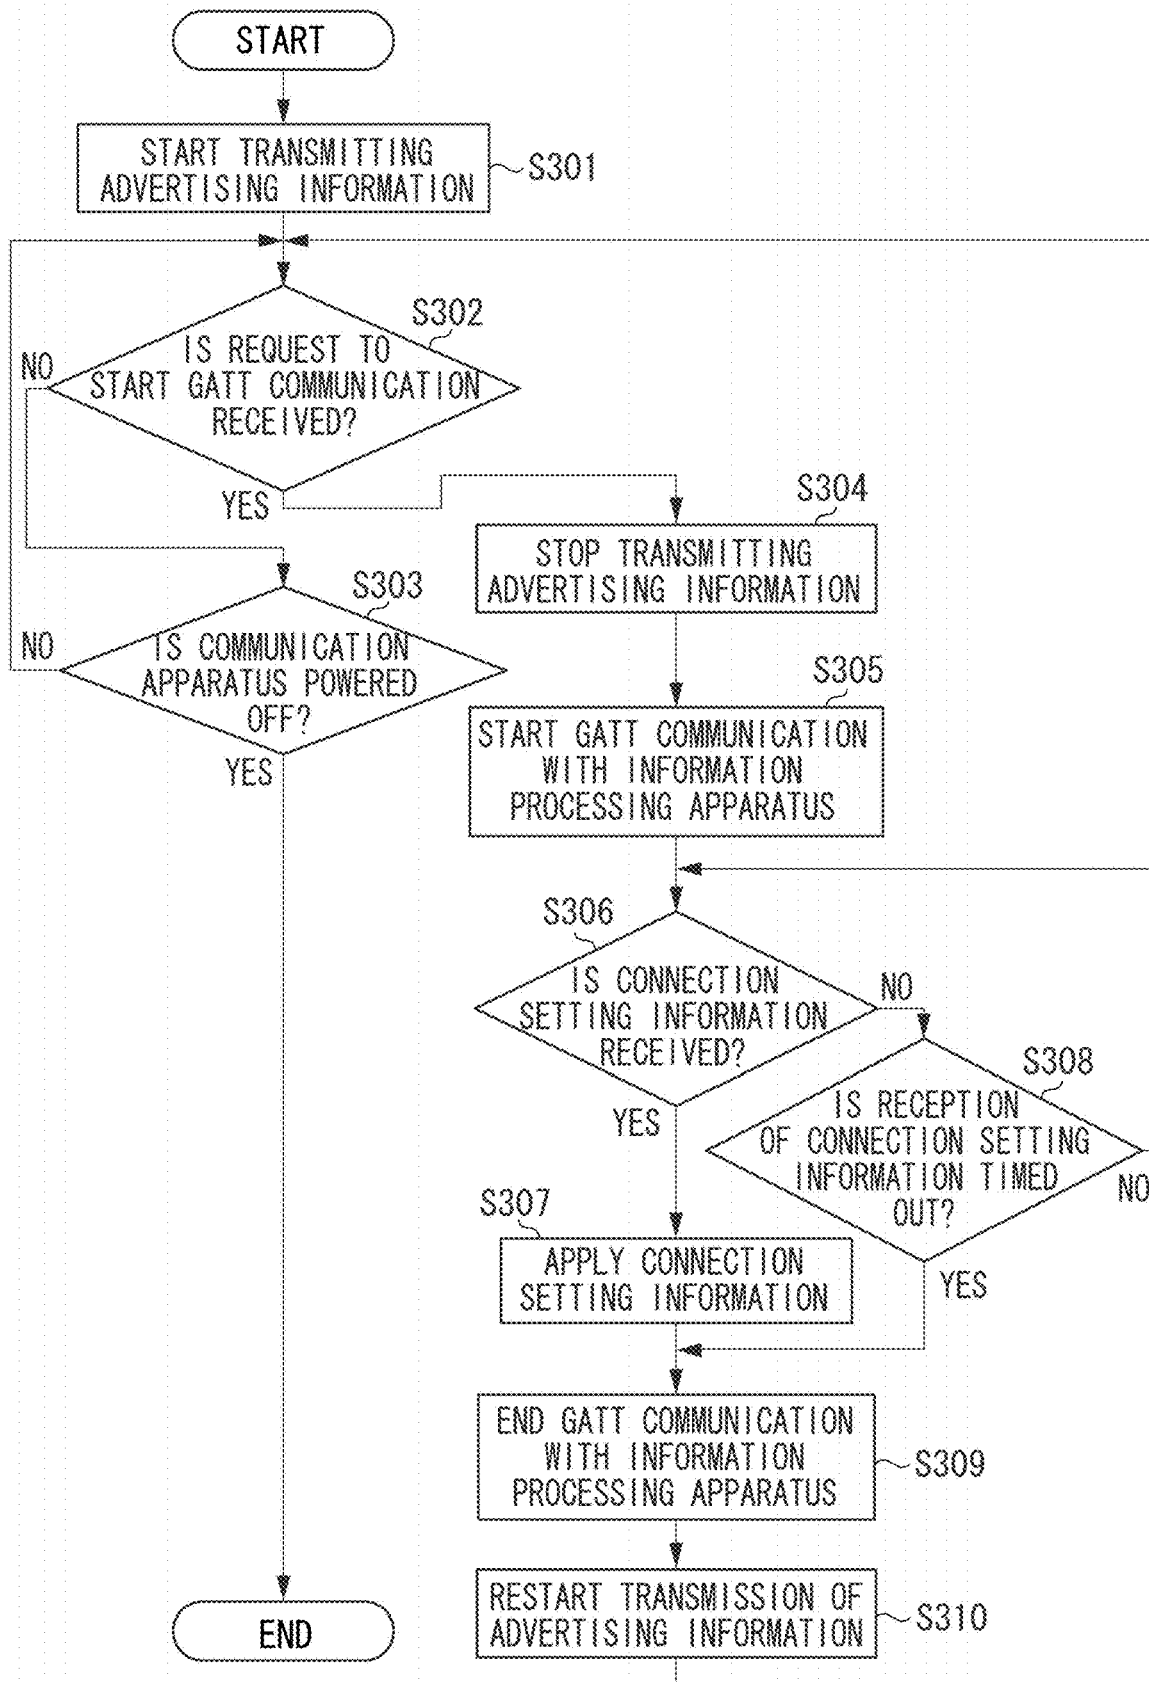 START
START TRANSMITTING
ADVERTISING INFORMATION
S301
S302
IS REQUEST TO
START GATT COMMUNICATION
RECEIVED?
NO
YES
S303
IS COMMUNICATION
APPARATUS POWERED
OFF?
NO
YES
S304
STOP TRANSMITTING
ADVERTISING INFORMATION
S305
START GATT COMMUNICATION
WITH INFORMATION
PROCESSING APPARATUS
S306
IS CONNECTION
SETTING INFORMATION
RECEIVED?
NO
YES
S308
IS RECEPTION
OF CONNECTION SETTING
INFORMATION TIMED
OUT?
NO
YES
S307
APPLY CONNECTION
SETTING INFORMATION
END GATT COMMUNICATION
WITH INFORMATION
PROCESSING APPARATUS
S309
RESTART TRANSMISSION OF
ADVERTISING INFORMATION
S310
END